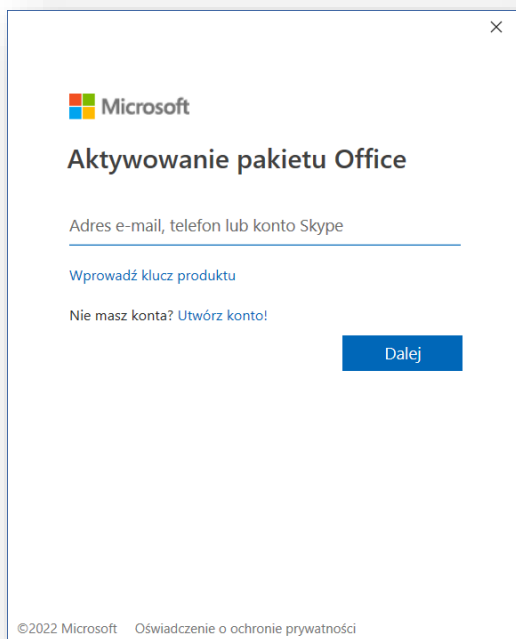 Microsoft
Aktywowanie pakietu Office
Adres e-mail, telefon lub konto Skype
Wprowadź klucz produktu
Nie masz konta? Utwórz konto!
Dalej
©2022 Microsoft Oświadczenie o ochronie prywatności